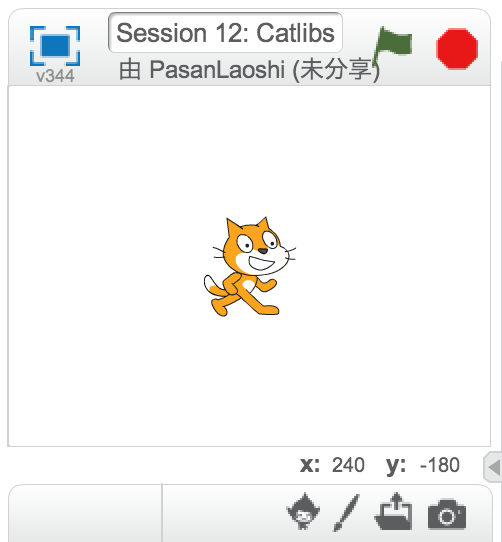 Session 12: Catlibs
v344
由 PasanLaoshi (未分享)
x: 240 y: -180